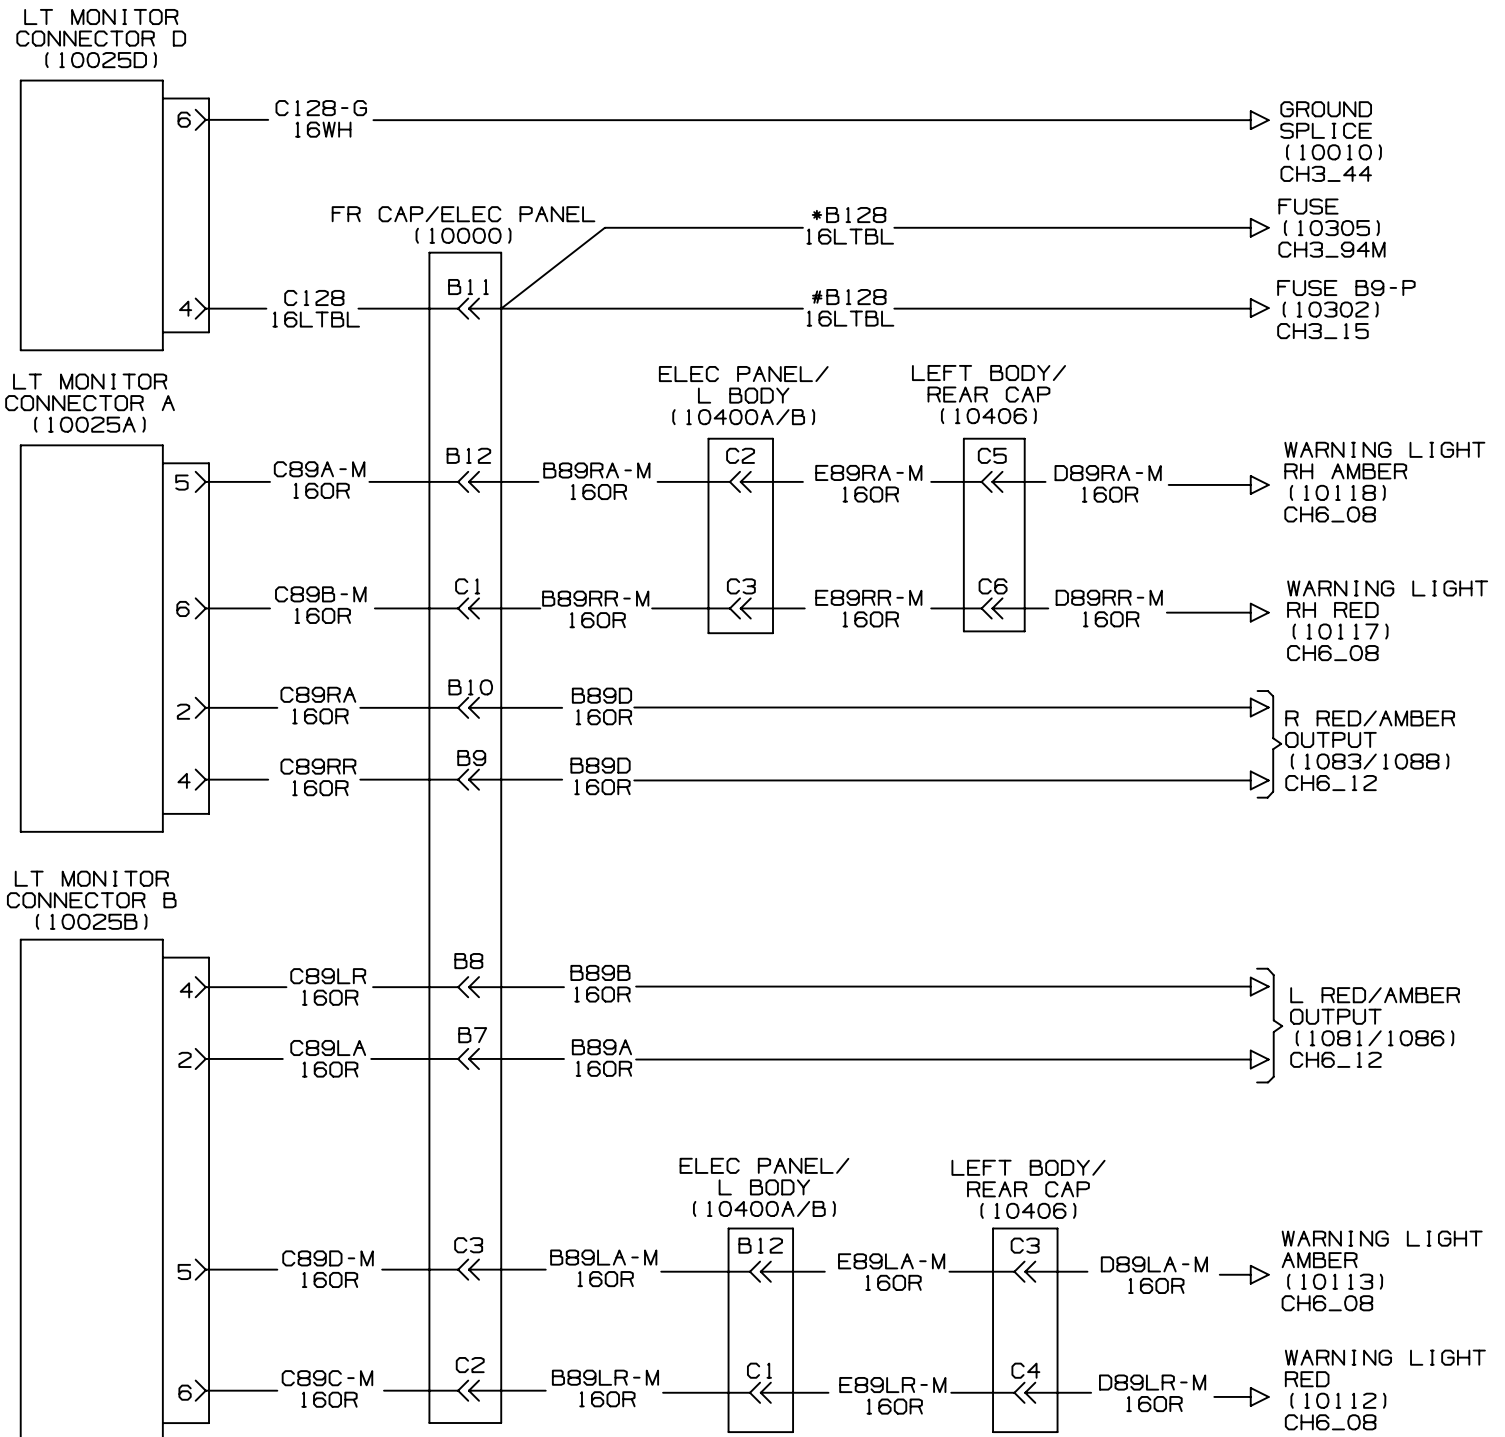 LT MONITOR
CONNECTOR D
(10025D)
6
C128-G
16WH
GROUND
SPLICE
(10010)
CH3_44
FR CAP/ELEC PANEL
(10000)
*B128
16LTBL
FUSE
(10305)
CH3_94M
4
C128
16LTBL
B11
#B128
16LTBL
FUSE B9-P
(10302)
CH3_15
LT MONITOR
CONNECTOR A
(10025A)
ELEC PANEL/
L BODY
(10400A/B)
LEFT BODY/
REAR CAP
(10406)
5
C89A-M
16OR
B12
B89RA-M
16OR
C2
E89RA-M
16OR
C5
D89RA-M
16OR
WARNING LIGHT
RH AMBER
(10118)
CH6_08
6
C89B-M
16OR
C1
B89RR-M
16OR
C3
E89RR-M
16OR
C6
D89RR-M
16OR
WARNING LIGHT
RH RED
(10117)
CH6_08
2
C89RA
16OR
B10
B89D
16OR
4
C89RR
16OR
B9
B89D
16OR
R RED/AMBER
OUTPUT
(1083/1088)
CH6_12
LT MONITOR
CONNECTOR B
(10025B)
4
C89LR
16OR
B8
B89B
16OR
2
C89LA
16OR
B7
B89A
16OR
L RED/AMBER
OUTPUT
(1081/1086)
CH6_12
ELEC PANEL/
L BODY
(10400A/B)
LEFT BODY/
REAR CAP
(10406)
5
C89D-M
16OR
C3
B89LA-M
16OR
B12
E89LA-M
16OR
C3
D89LA-M
16OR
WARNING LIGHT
AMBER
(10113)
CH6_08
6
C89C-M
16OR
C2
B89LR-M
16OR
C1
E89LR-M
16OR
C4
D89LR-M
16OR
WARNING LIGHT
RED
(10112)
CH6_08